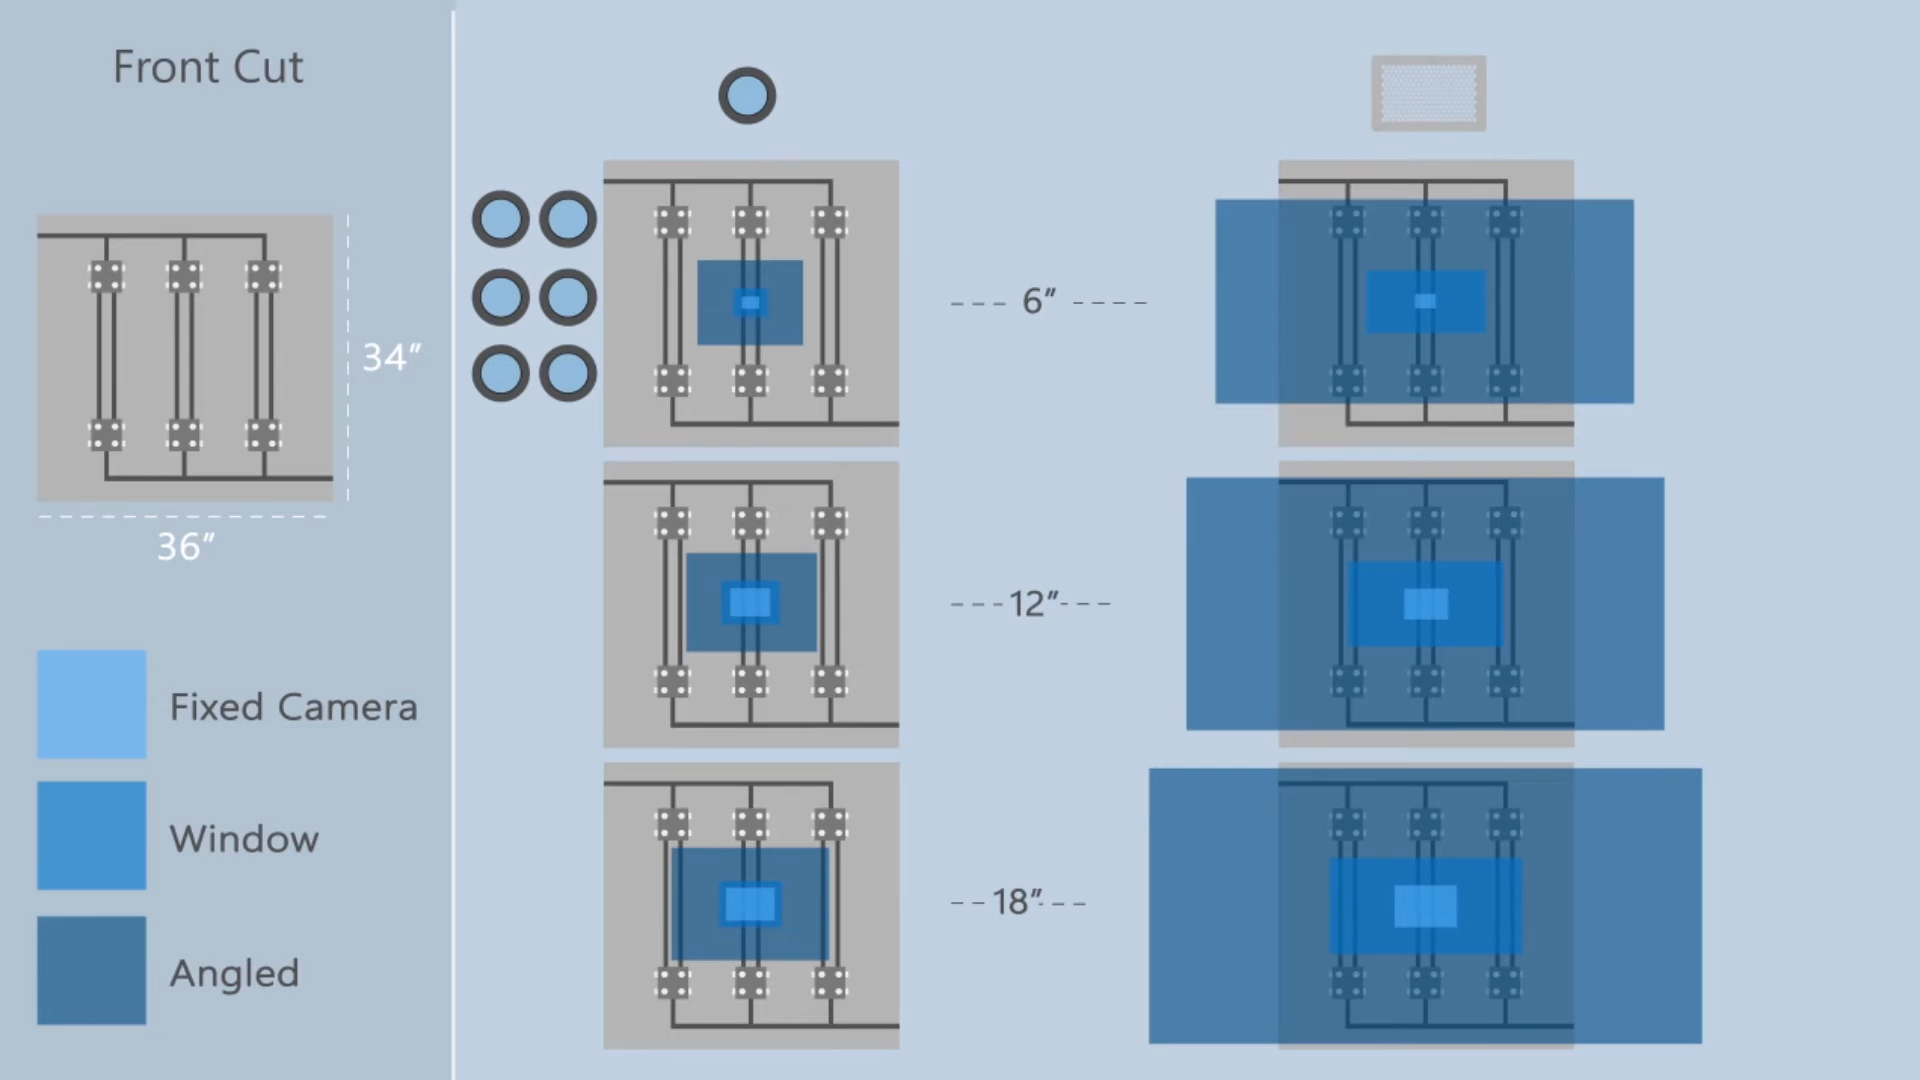 Front Cut
34”
36”
Fixed Camera
Window
Angled
6”
12”
18”